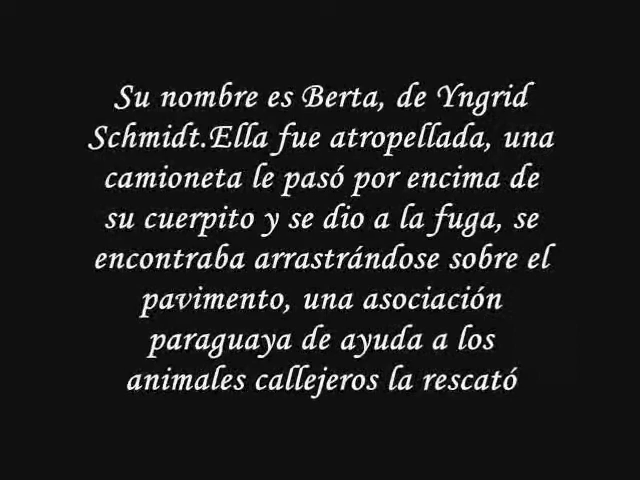 Su nombre es Berta, de Yngrid
Schmidt.Ella fue atropellada, una
camioneta le pasó por encima de
su cuerpito y se dio a la fuga, se
encontraba arrastrándose sobre el
pavimento, una asociación
paraguaya de ayuda a los
animales callejeros la rescató